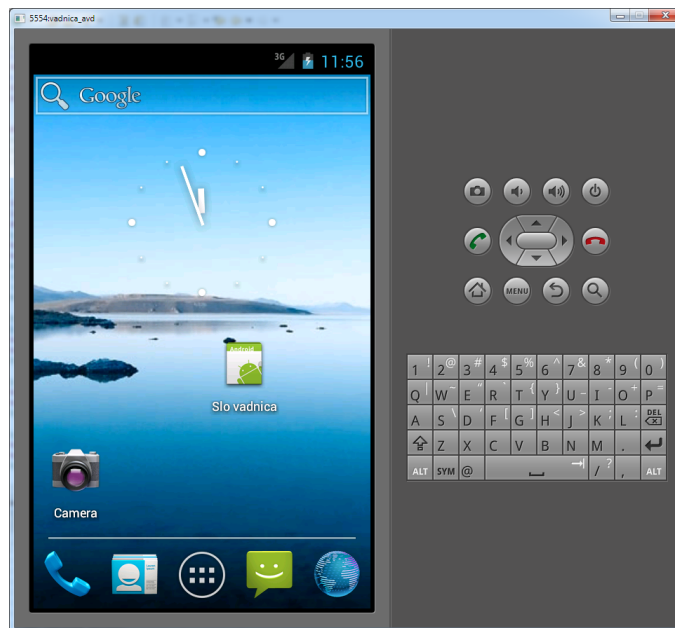 5554:vadnica_avd
3G 11:56
Google
Android
Slo vadnica
Camera
MENU
1 ! 2 @ 3 # 4 $ 5 % 6 ^ 7 & 8 * 9 ( 0 )
Q | W ~ E " R ` T { Y } U _ I - O + P =
A S \ D ' F [ G ] H < J > K ; L : DEL
Z X C V B N M .
ALT SYM @ / ? , ALT